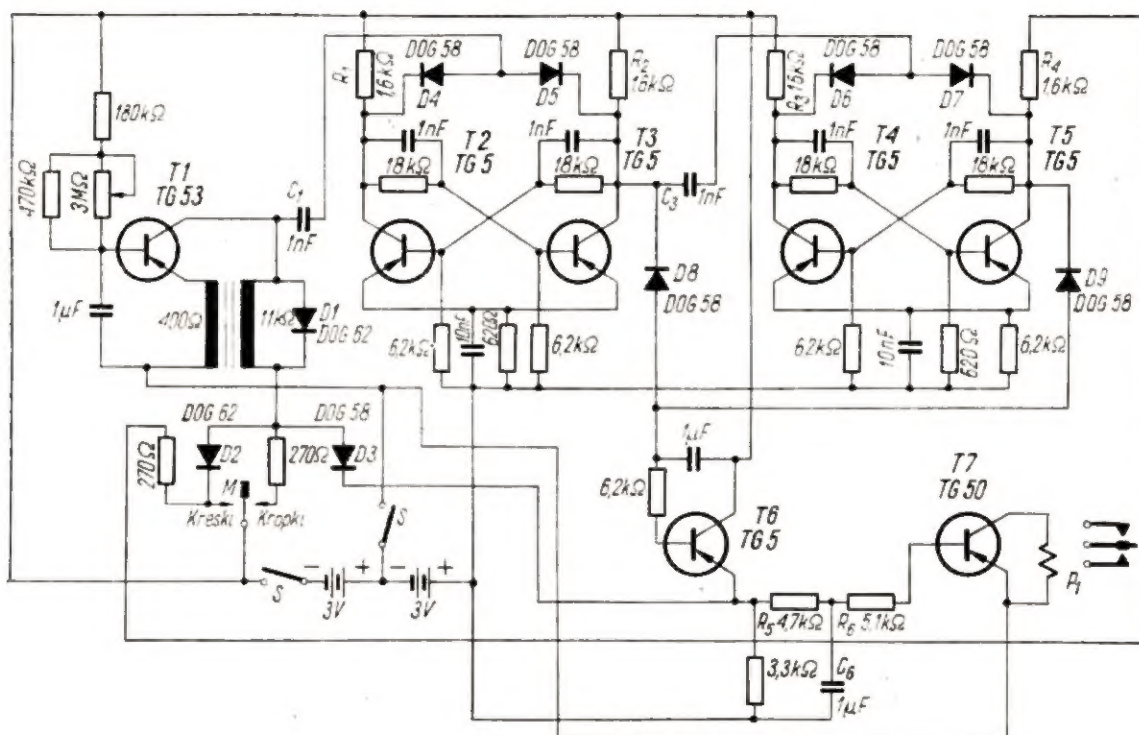 180kΩ
470kΩ
3MΩ
T1
TG 53
1μF
400Ω
11kΩ
C1
1nF
D1
DOG 62
R1
1,6kΩ
DOG 58
D4
DOG 58
D5
R2
1,6kΩ
1nF
T2
TG 5
1nF
T3
TG 5
18kΩ
18kΩ
C3
1nF
6,2kΩ
10nF
620Ω
6,2kΩ
D8
DOG 58
R3
1,6kΩ
DOG 58
D6
DOG 58
D7
R4
1,6kΩ
1nF
T4
TG5
1nF
T5
TG5
18kΩ
18kΩ
D9
DOG 58
6,2kΩ
10nF
620Ω
6,2kΩ
DOG 62
DOG 58
270Ω
D2
270Ω
D3
M
Kreski
Kropki
S
S
- +
3V
- +
3V
1μF
6,2kΩ
T6
TG 5
T7
TG 50
P1
R5 4,7kΩ
R6 5,1kΩ
3,3kΩ
C6
1μF